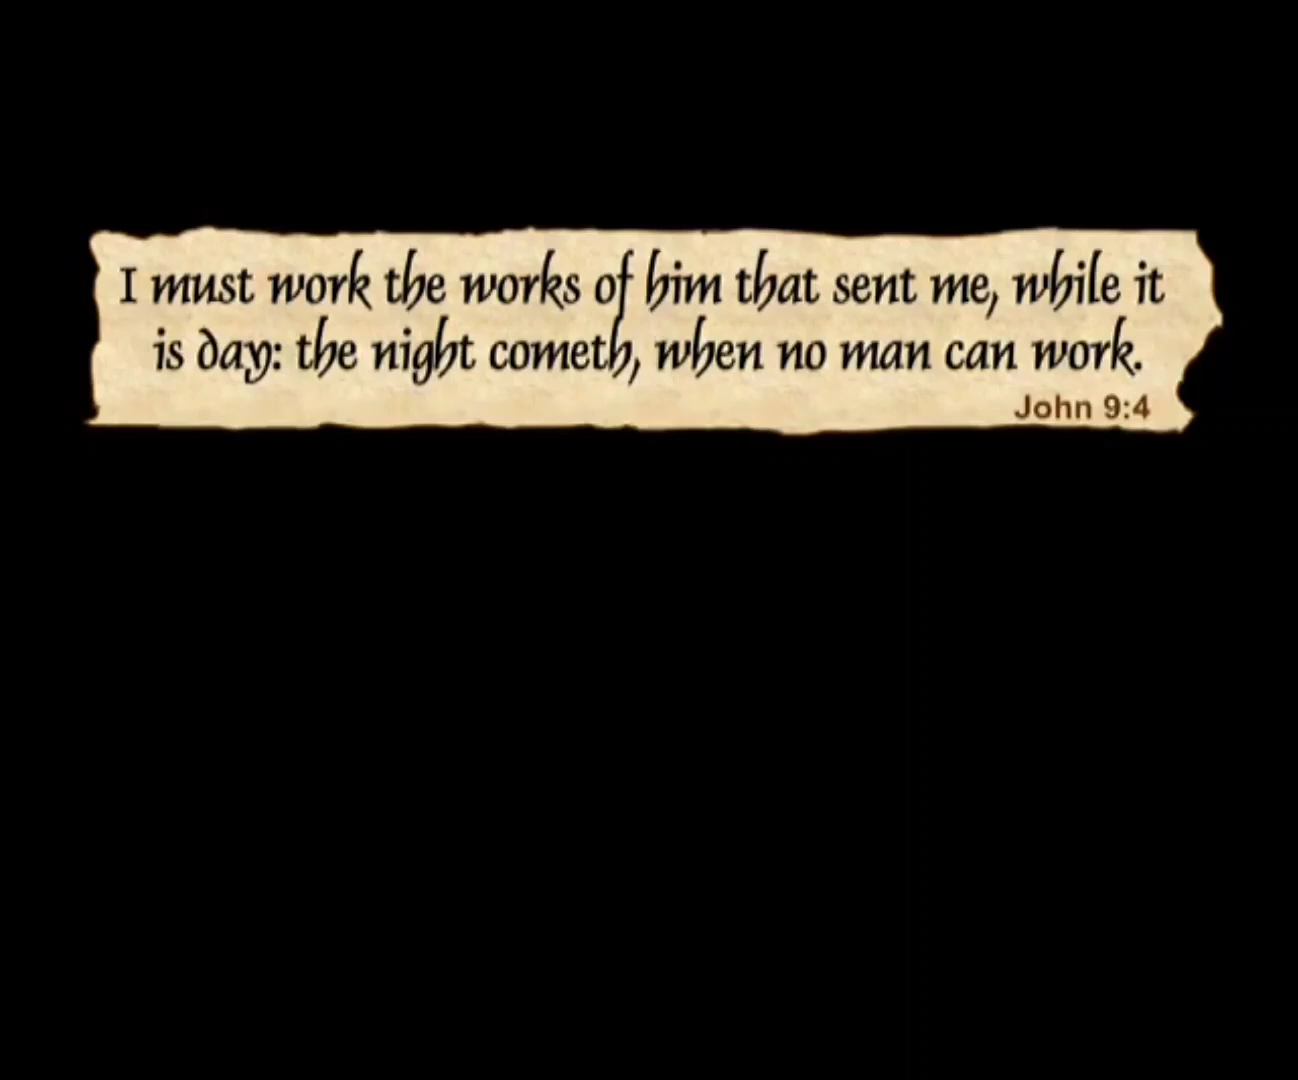 I must work the works of him that sent me, while it
is day: the night cometh, when no man can work.
John 9:4